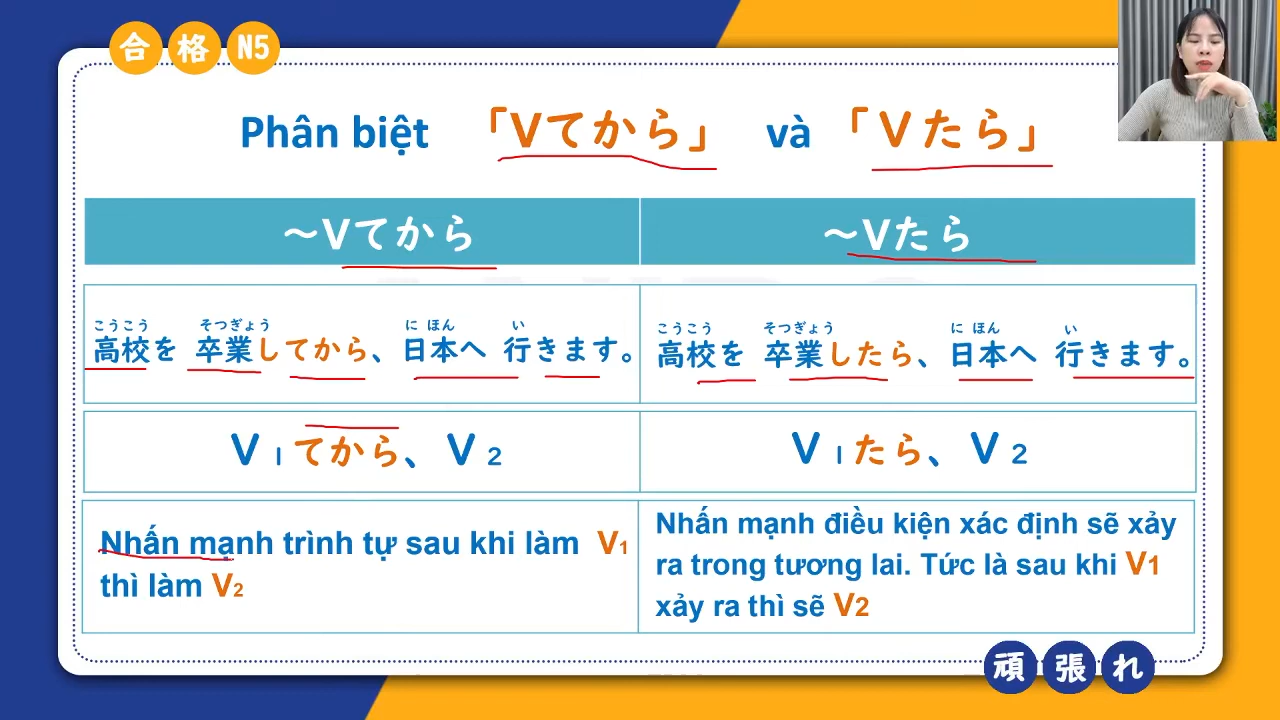 合格 N5
Phân biệt 「Vてから」 và 「Vたら」
～Vてから
～Vたら
こうこう そつぎょう に ほん い
高校を 卒業してから、日本へ 行きます。
こうこう そつぎょう に ほん い
高校を 卒業したら、日本へ 行きます。
V1てから、V2
V1たら、V2
Nhấn mạnh trình tự sau khi làm V1
thì làm V2
Nhấn mạnh điều kiện xác định sẽ xảy
ra trong tương lai. Tức là sau khi V1
xảy ra thì sẽ V2
頑張れ